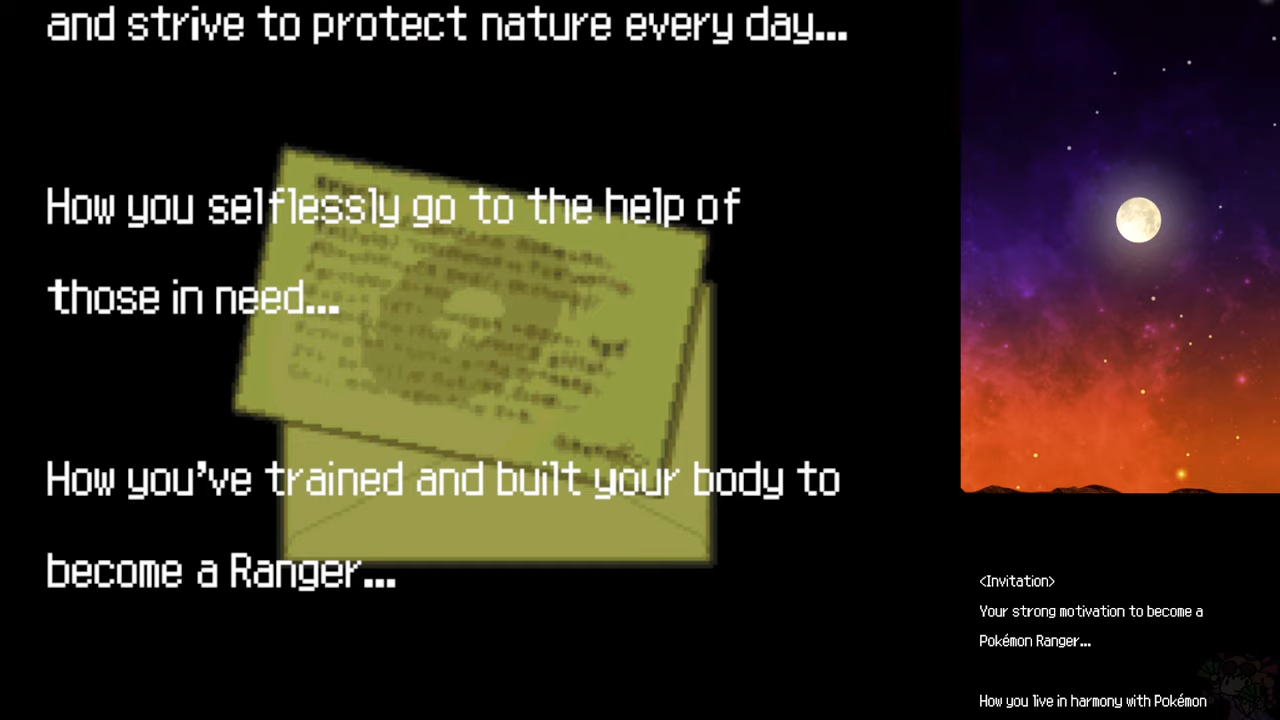 and strive to protect nature every day...
How you selflessly go to the help of
those in need...
How you've trained and built your body to
become a Ranger...
<Invitation>
Your strong motivation to become a
Pokémon Ranger...
How you live in harmony with Pokémon